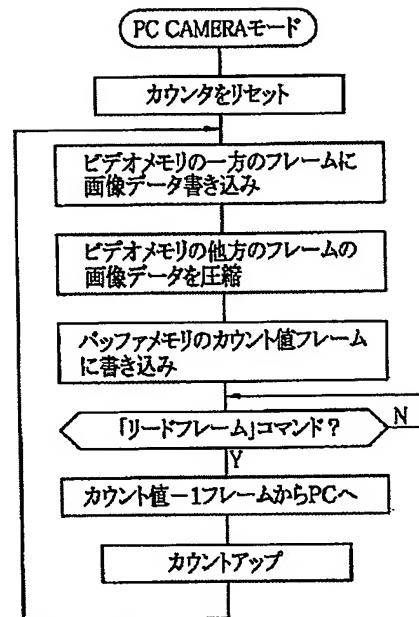 PC CAMERAモード
カウンタをリセット
ビデオメモリの一方のフレームに
画像データ書き込み
ビデオメモリの他方のフレームの
画像データを圧縮
バッファメモリのカウント値フレーム
に書き込み
「リードフレーム」コマンド?
N
Y
カウント値－1フレームからPCへ
カウントアップ